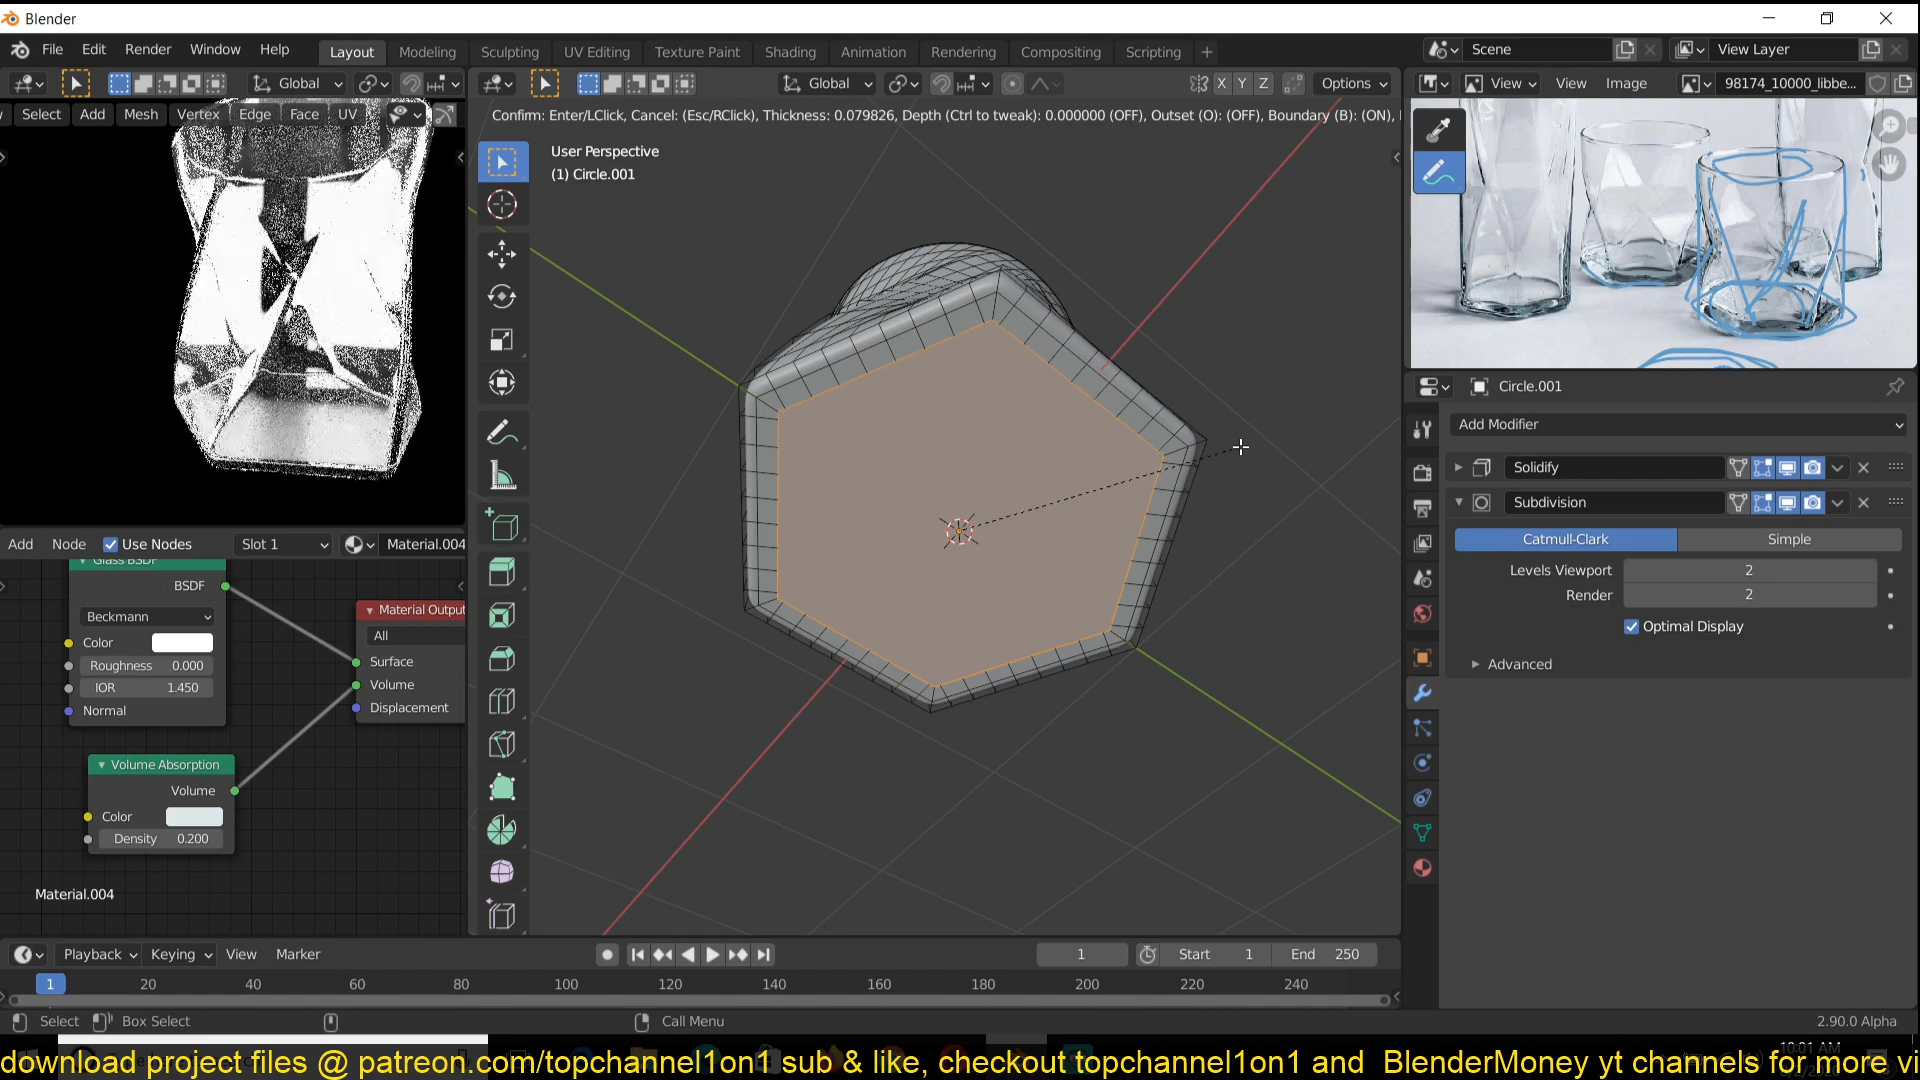 Blender
File Edit Render Window Help Layout Modeling Sculpting UV Editing Texture Paint Shading Animation Rendering Compositing Scripting + Scene View Layer
Global Global X Y Z Options View View Image 98174_10000_libbe...
Select Add Mesh Vertex Edge Face UV
Confirm: Enter/LClick, Cancel: (Esc/RClick), Thickness: 0.079826, Depth (Ctrl to tweak): 0.000000 (OFF), Outset (O): (OFF), Boundary (B): (ON),
User Perspective
(1) Circle.001
Circle.001
Add Modifier
Solidify
Subdivision
Catmull-Clark Simple
Levels Viewport 2
Render 2
Optimal Display
Advanced
Add Node Use Nodes Slot 1 Material.004
Glass BSDF
BSDF
Beckmann
Color
Roughness 0.000
IOR 1.450
Normal
Material Output
All
Surface
Volume
Displacement
Volume Absorption
Volume
Color
Density 0.200
Material.004
Playback Keying View Marker 1 Start 1 End 250
1 20 40 60 80 100 120 140 160 180 200 220 240
Select Box Select Call Menu 2.90.0 Alpha
10:01 AM
download project files @ patreon.com/topchannel1on1 sub & like, checkout topchannel1on1 and BlenderMoney yt channels for more vi